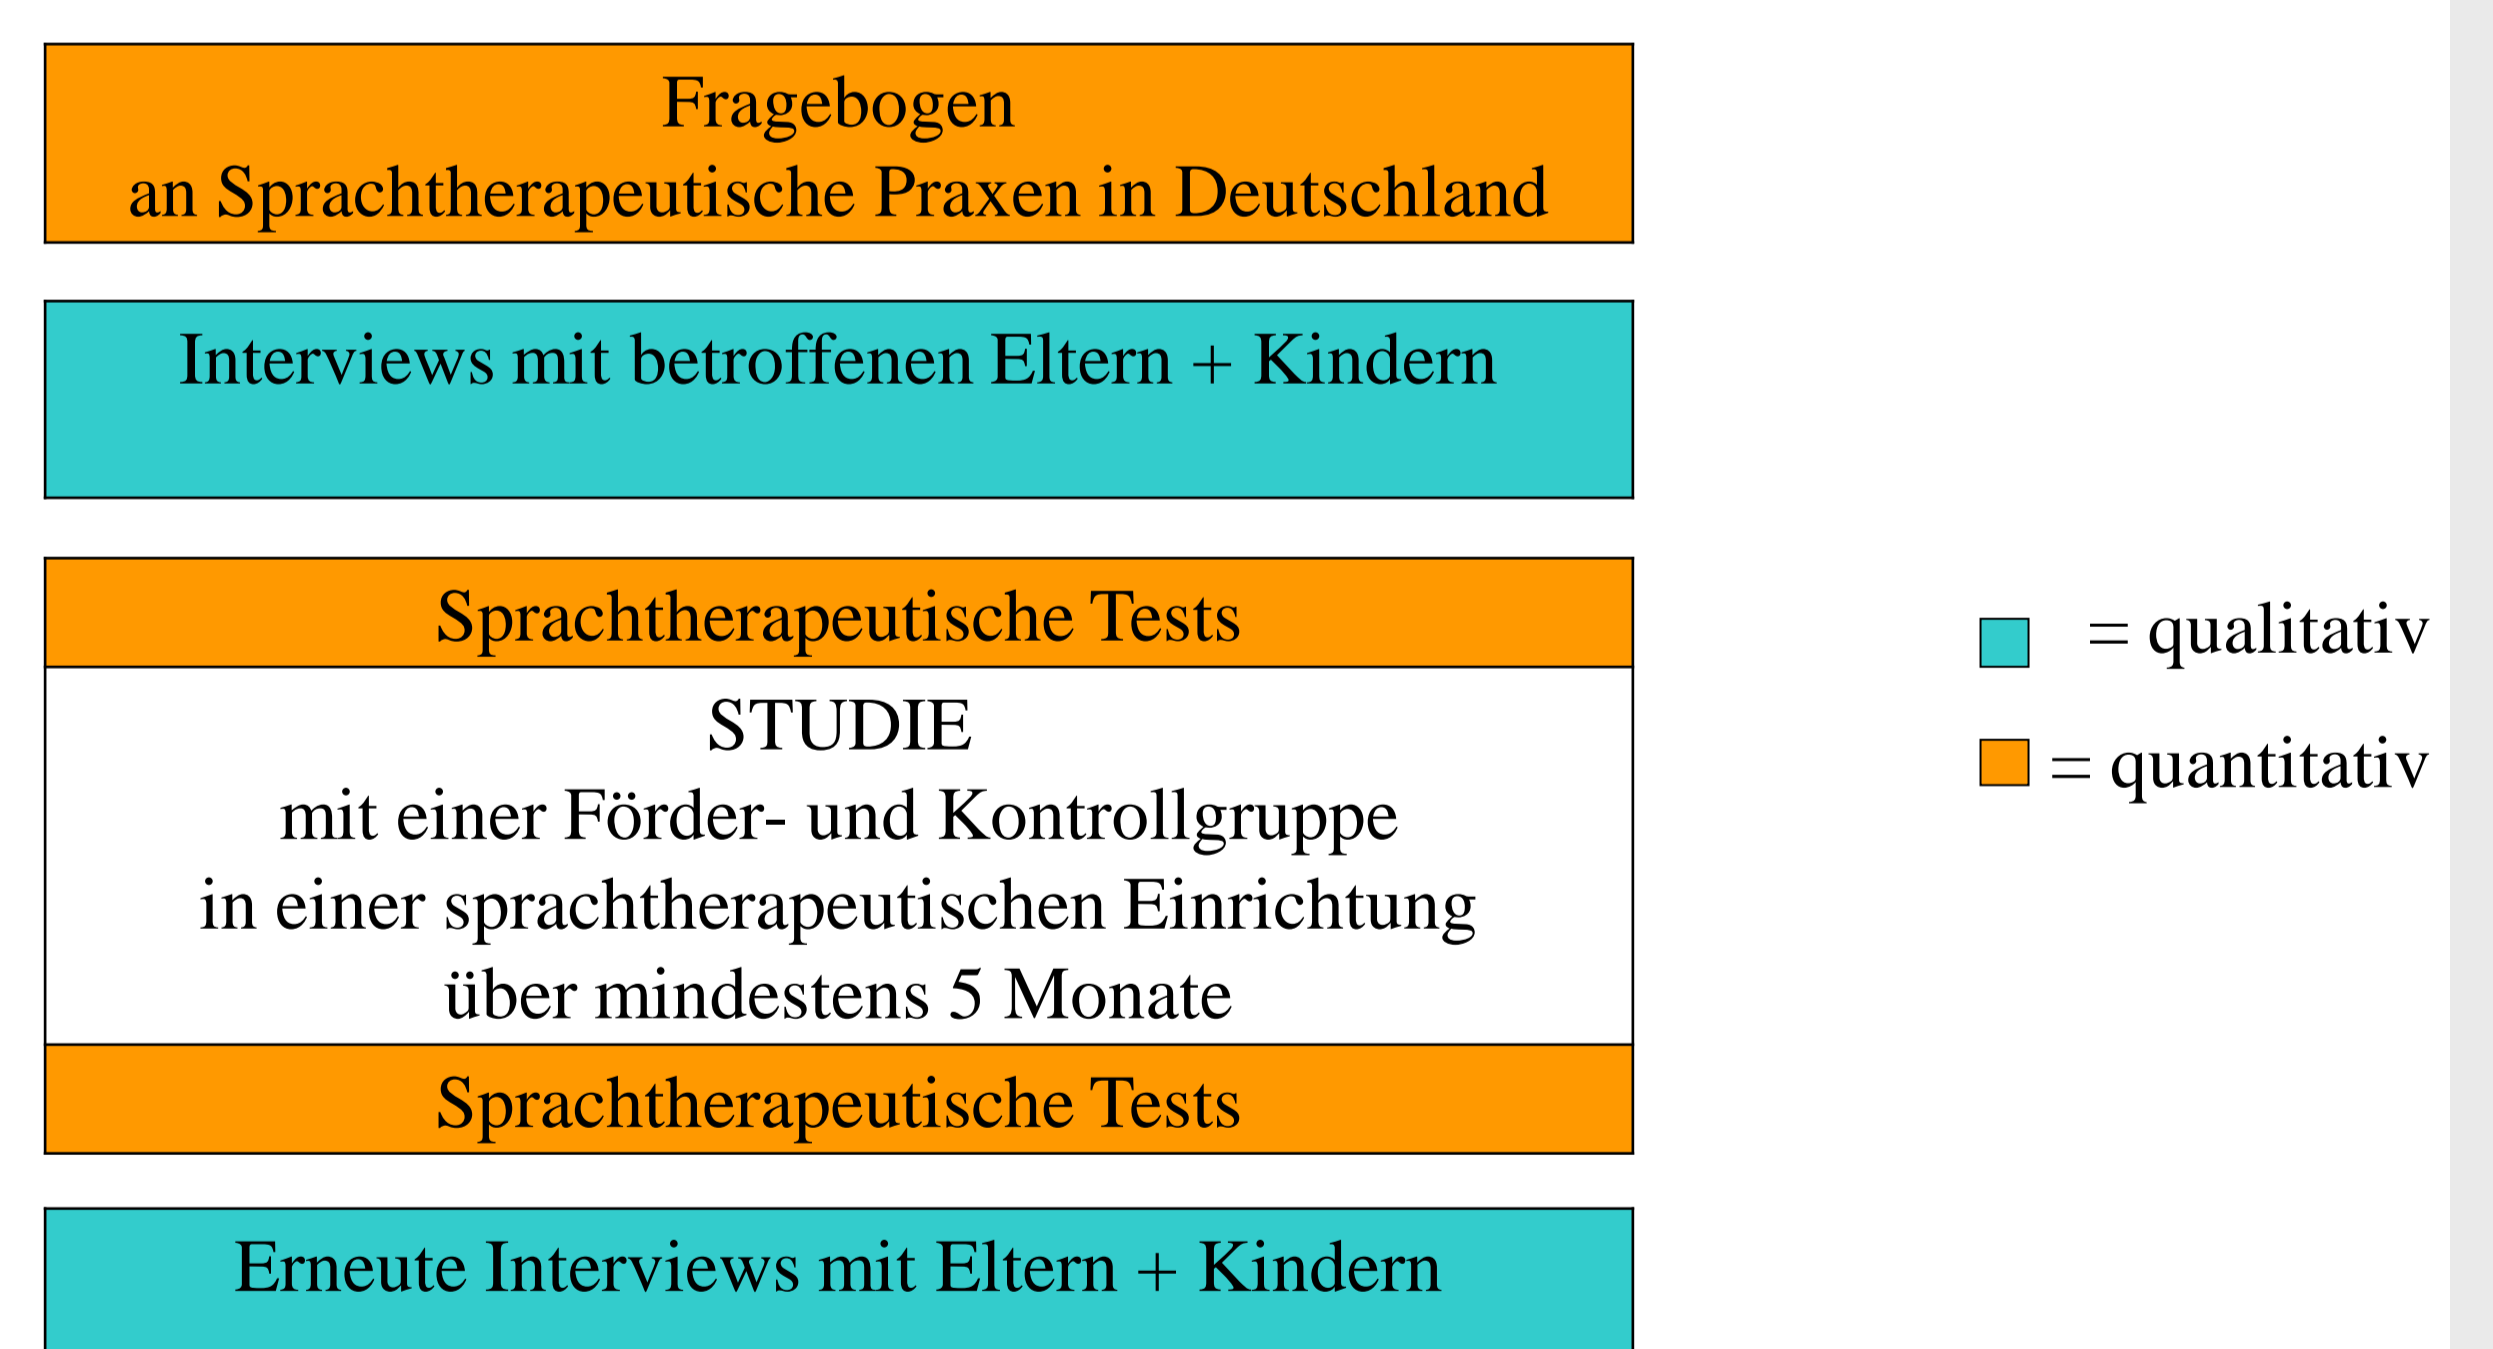 Fragebogen
an Sprachtherapeutische Praxen in Deutschland
Interviews mit betroffenen Eltern + Kindern
Sprachtherapeutische Tests
STUDIE
mit einer Förder- und Kontrollgruppe
in einer sprachtherapeutischen Einrichtung
über mindestens 5 Monate
Sprachtherapeutische Tests
Erneute Interviews mit Eltern + Kindern
= qualitativ
= quantitativ